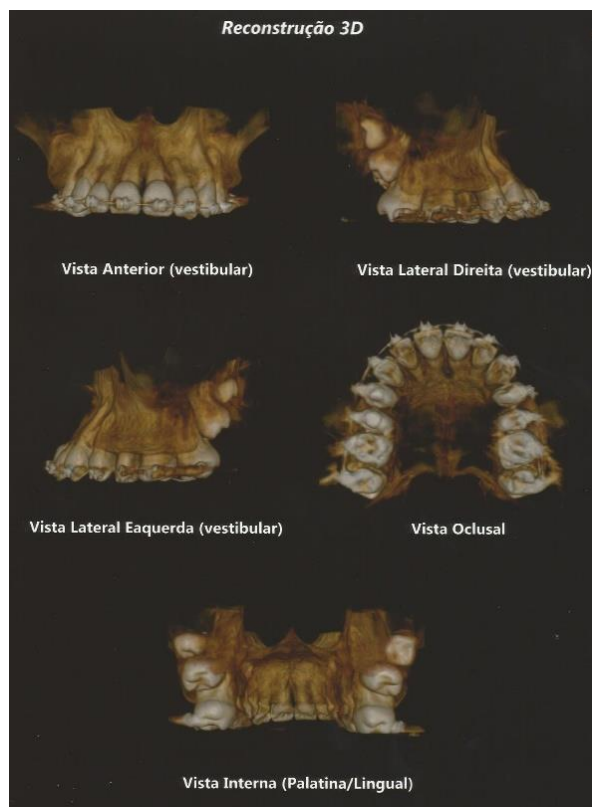 Reconstrução 3D
Vista Anterior (vestibular)
Vista Lateral Direita (vestibular)
Vista Lateral Eaquerda (vestibular)
Vista Oclusal
Vista Interna (Palatina/Lingual)